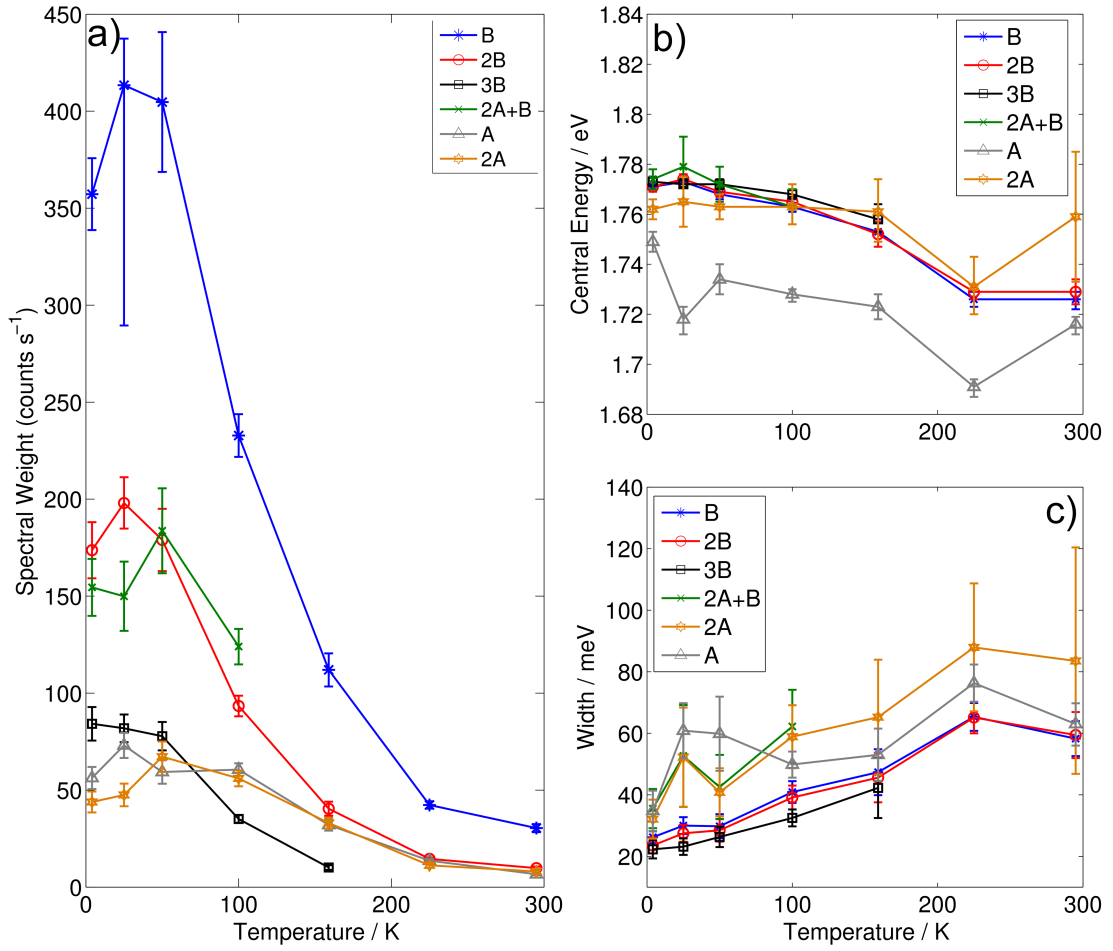 a)
450
400
350
300
250
200
150
100
50
0
0
100
200
300
Temperature / K
Spectral Weight (counts s⁻¹)
B
2B
3B
2A+B
A
2A
b)
1.84
1.82
1.8
1.78
1.76
1.74
1.72
1.7
1.68
0
100
200
300
Temperature / K
Central Energy / eV
B
2B
3B
2A+B
A
2A
c)
140
120
100
80
60
40
20
0
100
200
300
Temperature / K
Width / meV
B
2B
3B
2A+B
2A
A